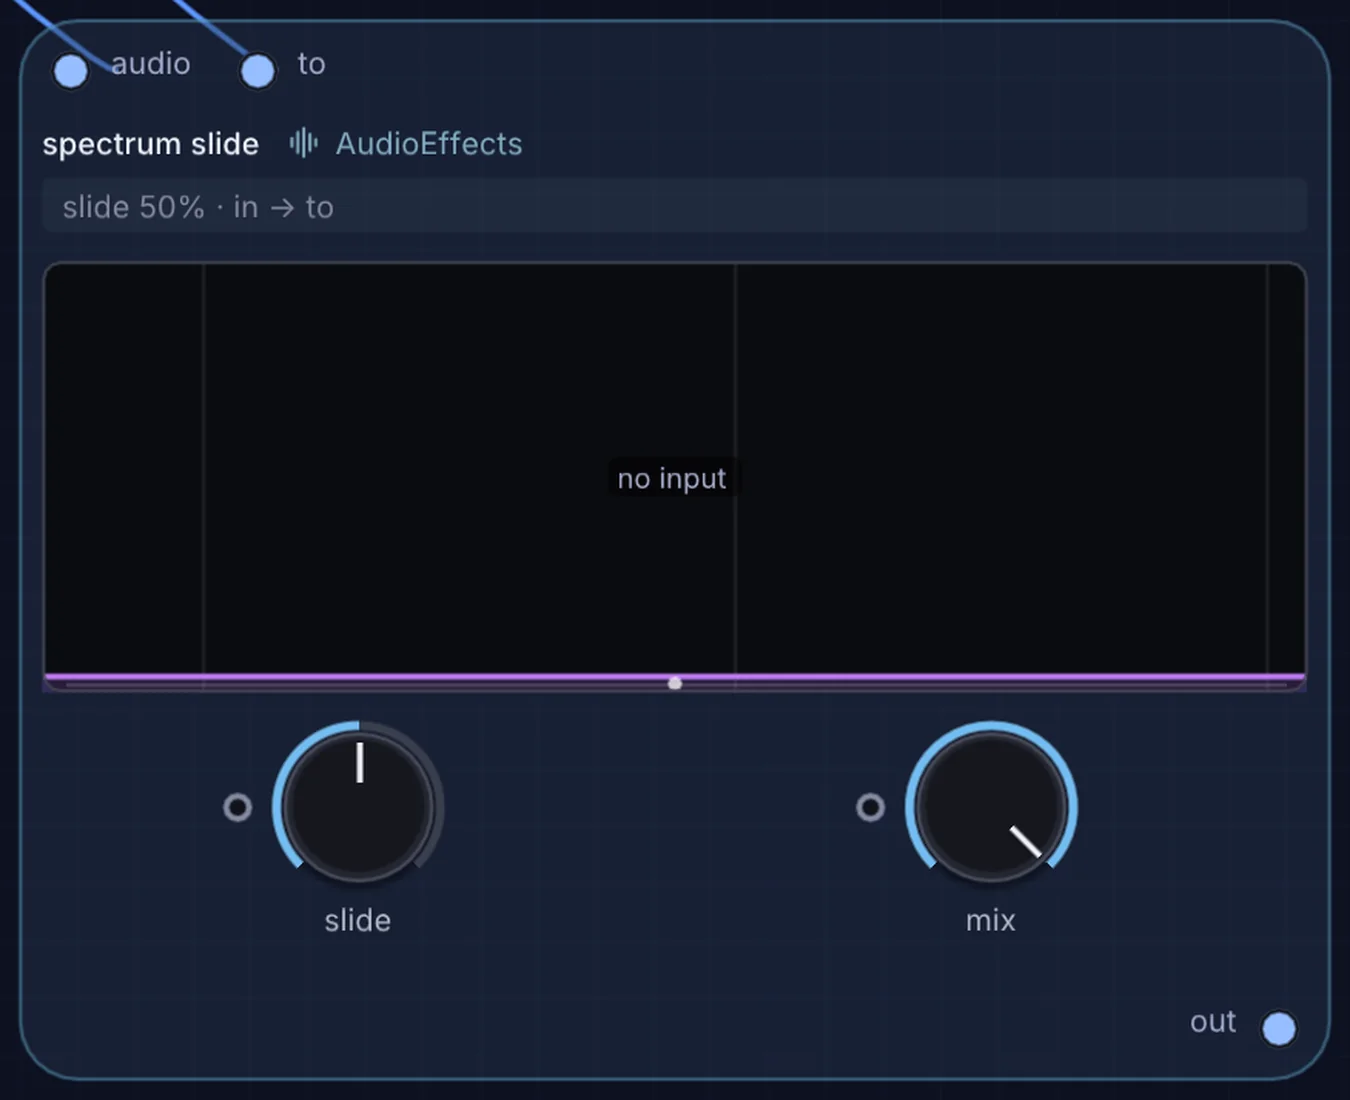 audio to
spectrum slide AudioEffects
slide 50% · in → to
no input
slide mix
out